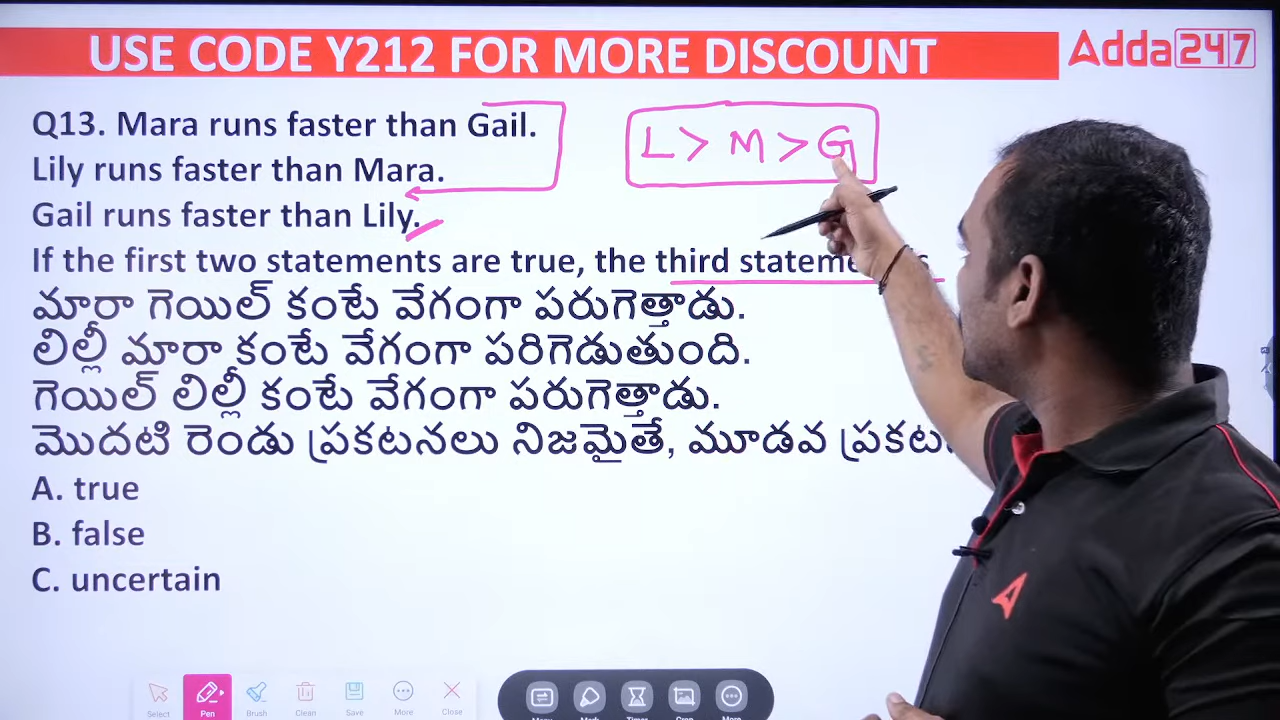 USE CODE Y212 FOR MORE DISCOUNT
Adda247
Q13. Mara runs faster than Gail.
L > M > G
Lily runs faster than Mara.
Gail runs faster than Lily.
If the first two statements are true, the third
మారా గెయిల్ కంటే వేగంగా పరుగెత్తాడు.
లిల్లీ మారా కంటే వేగంగా పరిగెడుతుంది.
గెయిల్ లిల్లీ కంటే వేగంగా పరుగెత్తాడు.
మొదటి రెండు ప్రకటనలు నిజమైతే, మూడవ
A. true
B. false
C. uncertain
Select Pen Brush Clean Save More Close
More